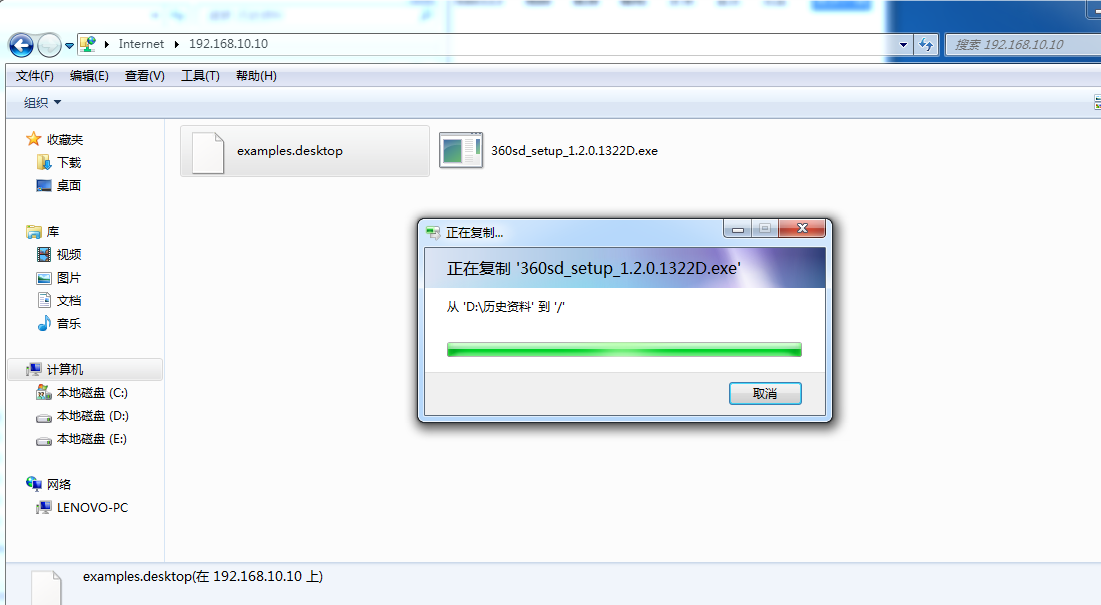 Internet 192.168.10.10
搜索 192.168.10.10
文件(F) 编辑(E) 查看(V) 工具(T) 帮助(H)
组织
收藏夹
下载
桌面
库
视频
图片
文档
音乐
计算机
本地磁盘 (C:)
本地磁盘 (D:)
本地磁盘 (E:)
网络
LENOVO-PC
examples.desktop
360sd_setup_1.2.0.1322D.exe
正在复制...
正在复制 '360sd_setup_1.2.0.1322D.exe'
从 'D:\历史资料' 到 '/'
取消
examples.desktop(在 192.168.10.10 上)